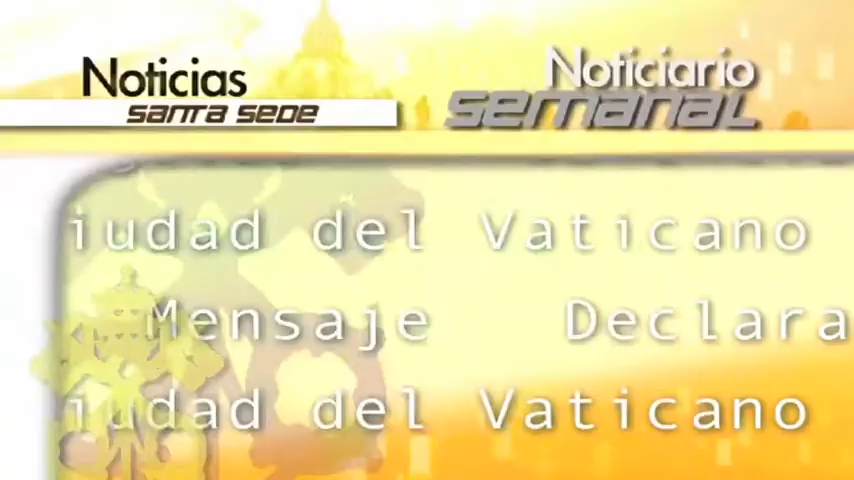 Noticias
santa sede
Noticiario
semanal
iudad del Vaticano
Mensaje Declara
iudad del Vaticano